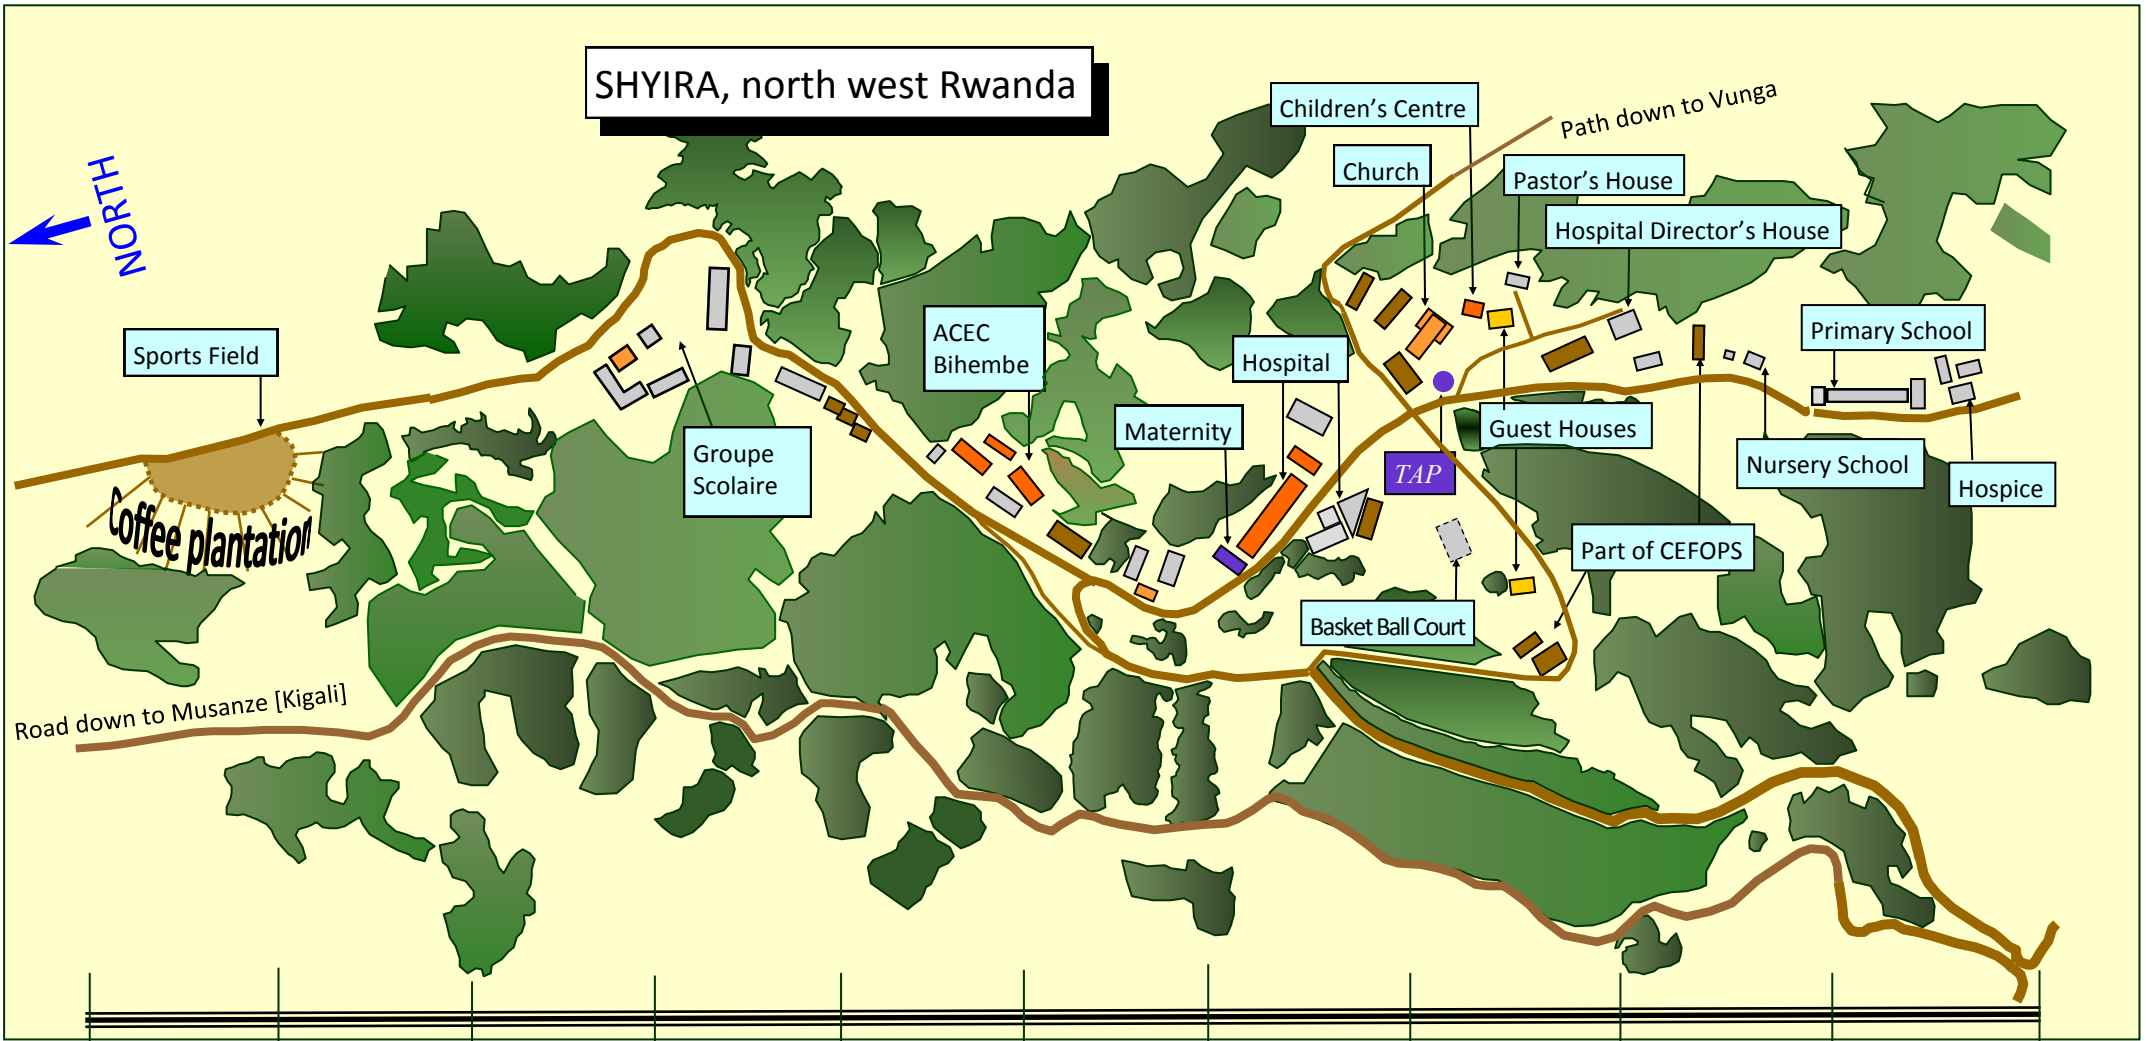 SHYIRA, north west Rwanda
Children's Centre
Path down to Vunga
Church
Pastor's House
NORTH
Hospital Director's House
Sports Field
ACEC
Bihembe
Primary School
Hospital
Maternity
Guest Houses
Groupe
Scolaire
TAP
Nursery School
Hospice
Coffee plantation
Part of CEFOPS
Basket Ball Court
Road down to Musanze [Kigali]